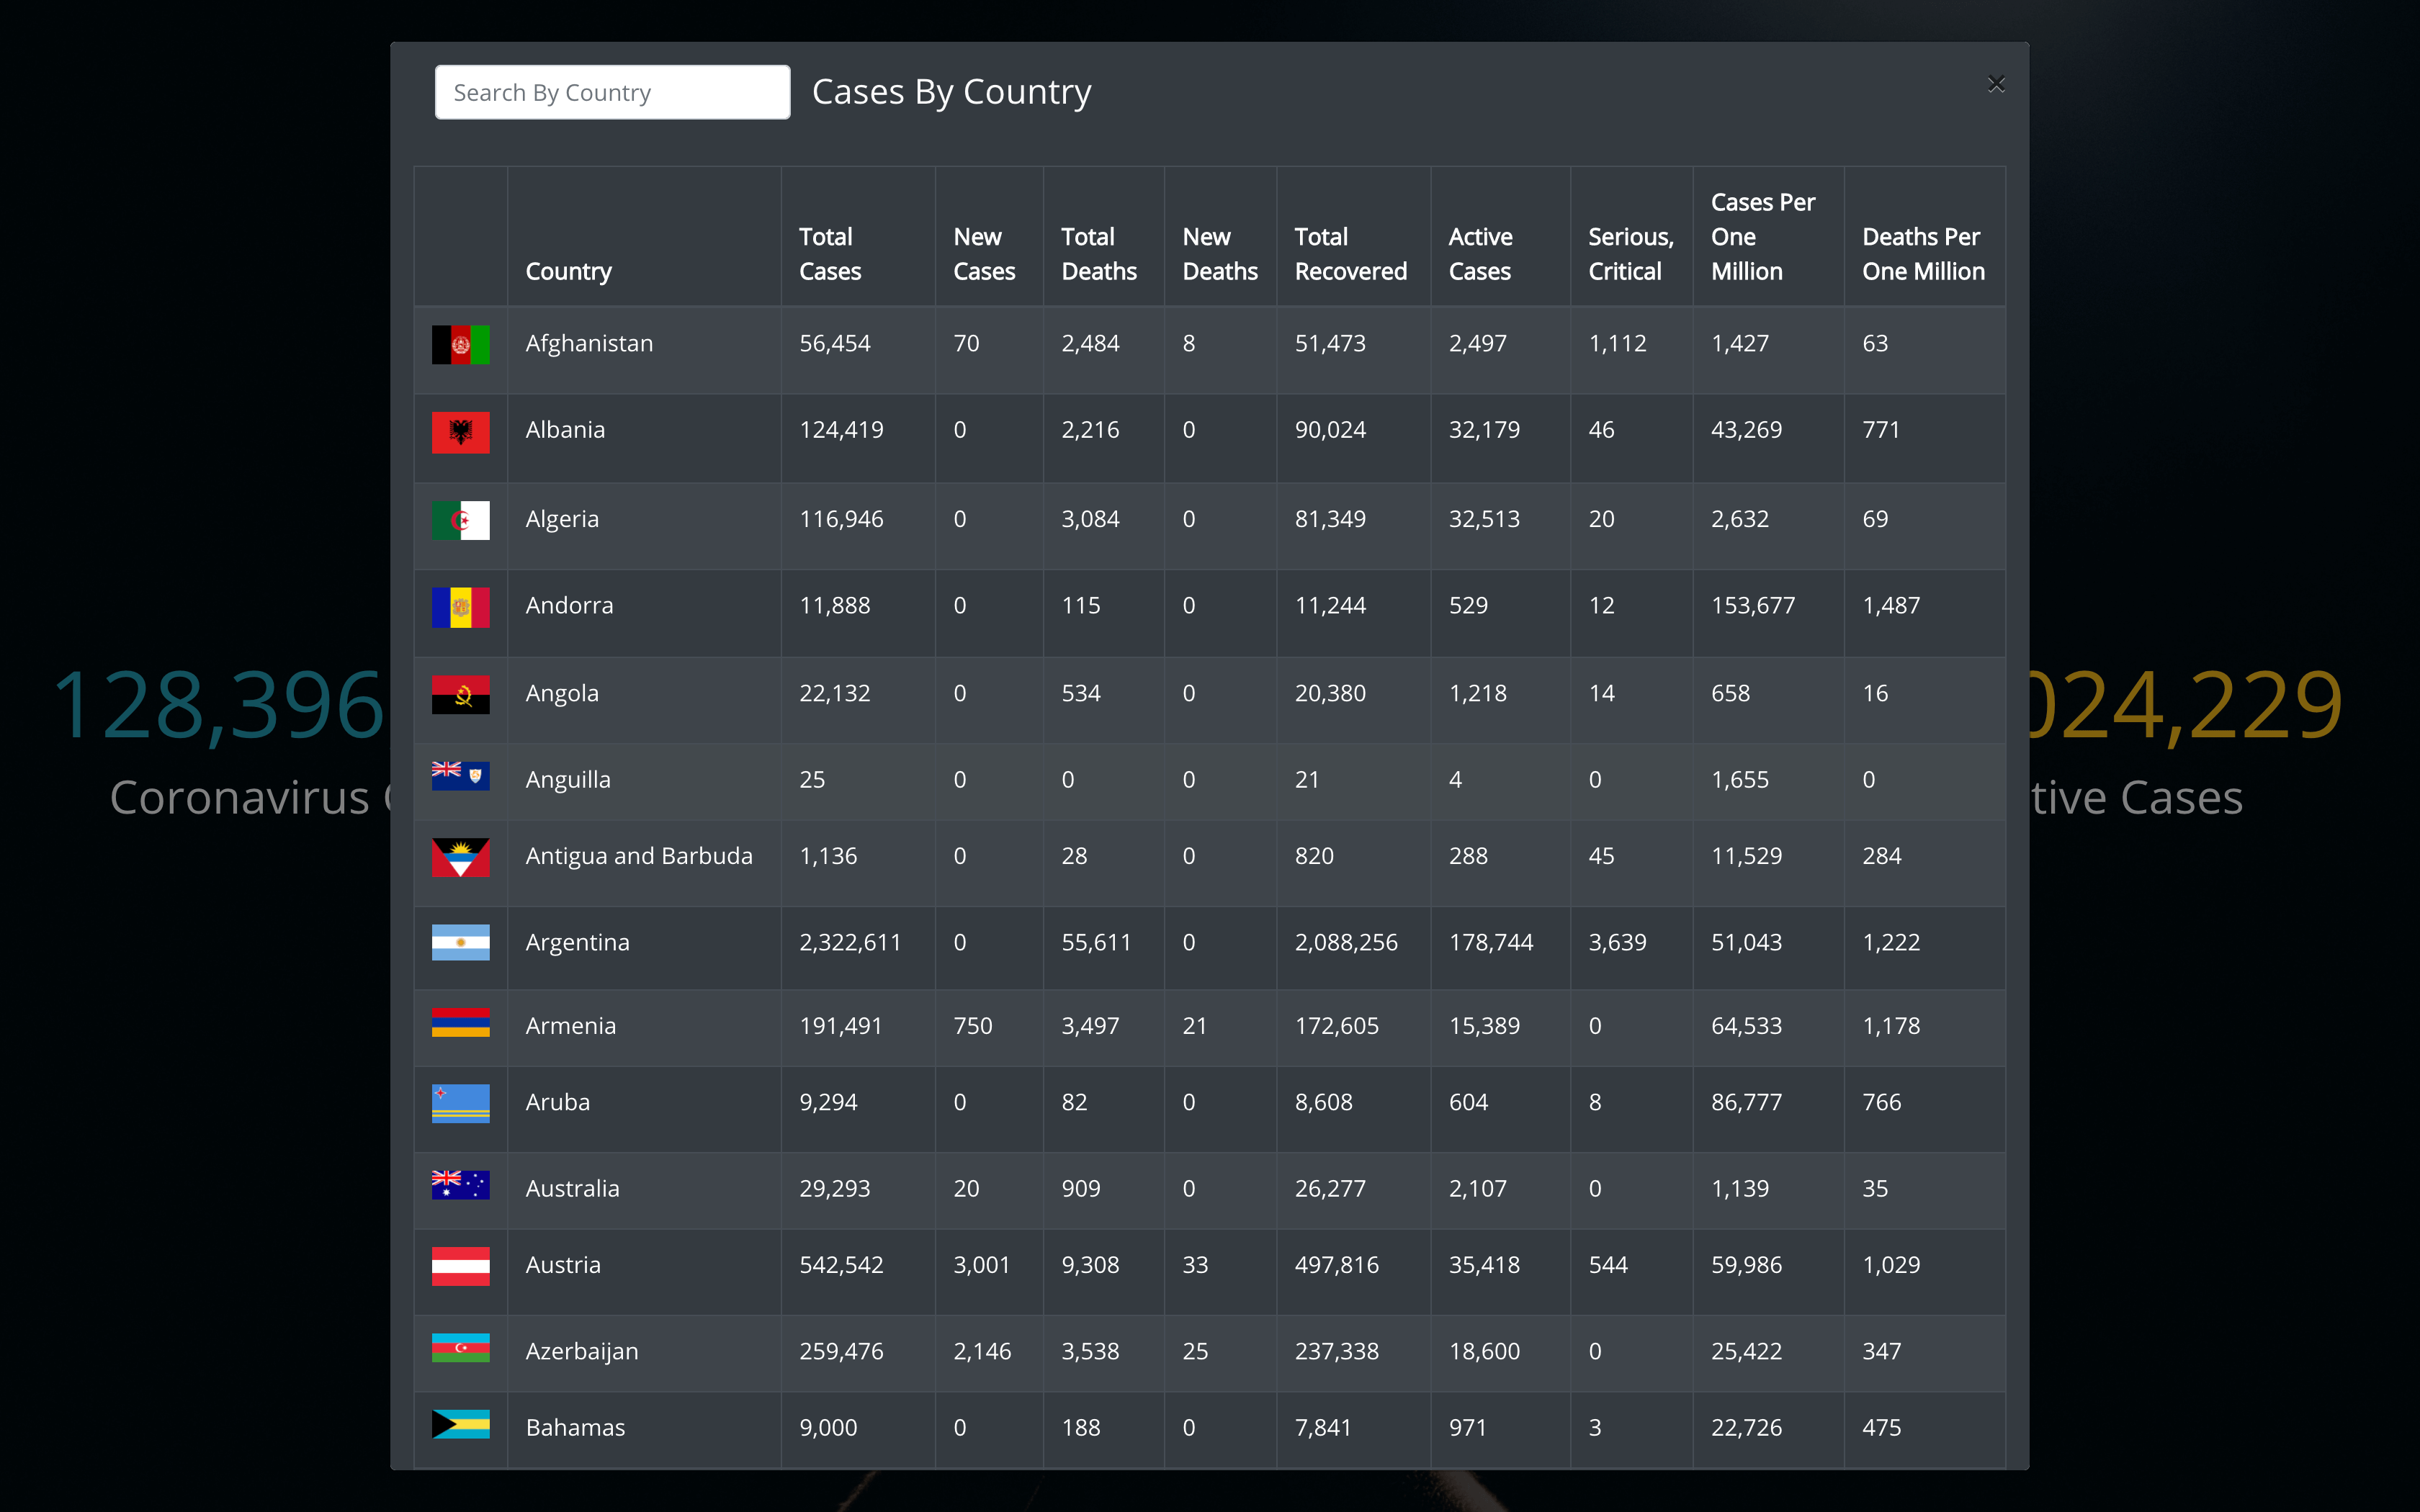 Search By Country
Cases By Country
×
Country Total Cases New Cases Total Deaths New Deaths Total Recovered Active Cases Serious, Critical Cases Per One Million Deaths Per One Million
Afghanistan 56,454 70 2,484 8 51,473 2,497 1,112 1,427 63
Albania 124,419 0 2,216 0 90,024 32,179 46 43,269 771
Algeria 116,946 0 3,084 0 81,349 32,513 20 2,632 69
Andorra 11,888 0 115 0 11,244 529 12 153,677 1,487
Angola 22,132 0 534 0 20,380 1,218 14 658 16
Anguilla 25 0 0 0 21 4 0 1,655 0
Antigua and Barbuda 1,136 0 28 0 820 288 45 11,529 284
Argentina 2,322,611 0 55,611 0 2,088,256 178,744 3,639 51,043 1,222
Armenia 191,491 750 3,497 21 172,605 15,389 0 64,533 1,178
Aruba 9,294 0 82 0 8,608 604 8 86,777 766
Australia 29,293 20 909 0 26,277 2,107 0 1,139 35
Austria 542,542 3,001 9,308 33 497,816 35,418 544 59,986 1,029
Azerbaijan 259,476 2,146 3,538 25 237,338 18,600 0 25,422 347
Bahamas 9,000 0 188 0 7,841 971 3 22,726 475
128,396
Coronavirus
024,229
tive Cases